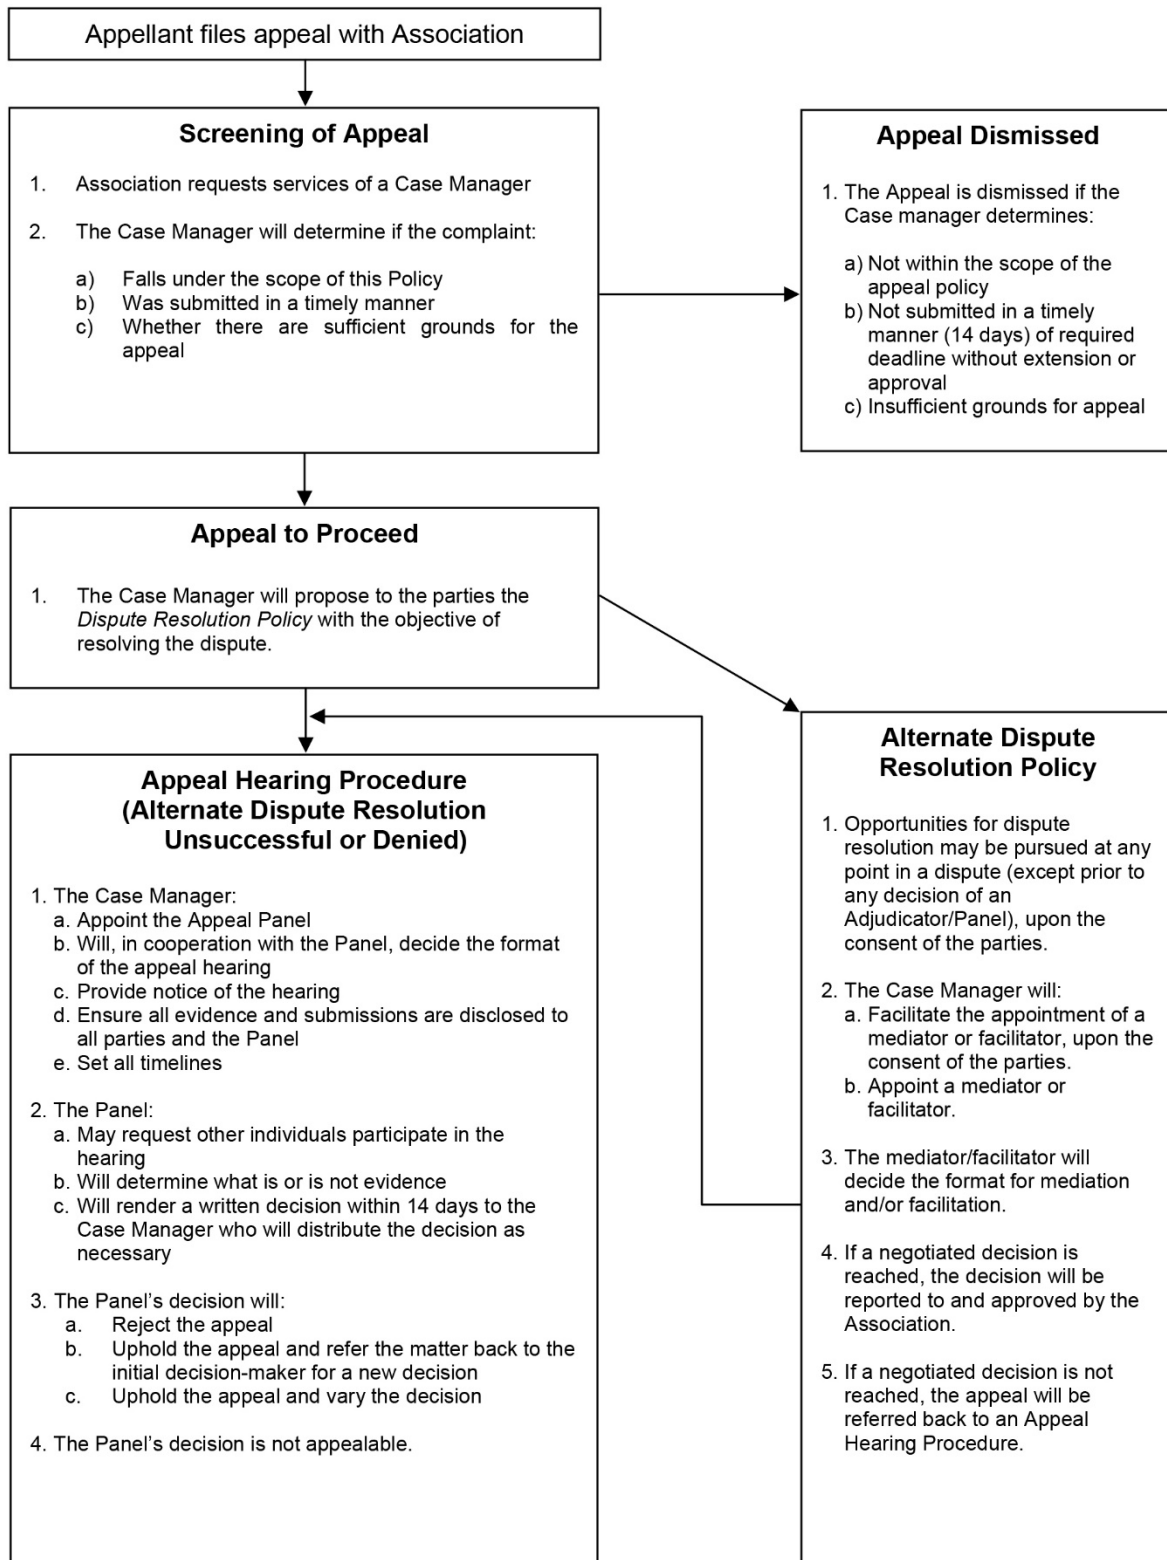 Appellant files appeal with Association
Screening of Appeal
1. Association requests services of a Case Manager
2. The Case Manager will determine if the complaint:
a) Falls under the scope of this Policy
b) Was submitted in a timely manner
c) Whether there are sufficient grounds for the
appeal
Appeal Dismissed
1. The Appeal is dismissed if the
Case manager determines:
a) Not within the scope of the
appeal policy
b) Not submitted in a timely
manner (14 days) of required
deadline without extension or
approval
c) Insufficient grounds for appeal
Appeal to Proceed
1. The Case Manager will propose to the parties the
Dispute Resolution Policy with the objective of
resolving the dispute.
Appeal Hearing Procedure
(Alternate Dispute Resolution
Unsuccessful or Denied)
1. The Case Manager:
a. Appoint the Appeal Panel
b. Will, in cooperation with the Panel, decide the format
of the appeal hearing
c. Provide notice of the hearing
d. Ensure all evidence and submissions are disclosed to
all parties and the Panel
e. Set all timelines
2. The Panel:
a. May request other individuals participate in the
hearing
b. Will determine what is or is not evidence
c. Will render a written decision within 14 days to the
Case Manager who will distribute the decision as
necessary
3. The Panel's decision will:
a. Reject the appeal
b. Uphold the appeal and refer the matter back to the
initial decision-maker for a new decision
c. Uphold the appeal and vary the decision
4. The Panel's decision is not appealable.
Alternate Dispute
Resolution Policy
1. Opportunities for dispute
resolution may be pursued at any
point in a dispute (except prior to
any decision of an
Adjudicator/Panel), upon the
consent of the parties.
2. The Case Manager will:
a. Facilitate the appointment of a
mediator or facilitator, upon the
consent of the parties.
b. Appoint a mediator or
facilitator.
3. The mediator/facilitator will
decide the format for mediation
and/or facilitation.
4. If a negotiated decision is
reached, the decision will be
reported to and approved by the
Association.
5. If a negotiated decision is not
reached, the appeal will be
referred back to an Appeal
Hearing Procedure.